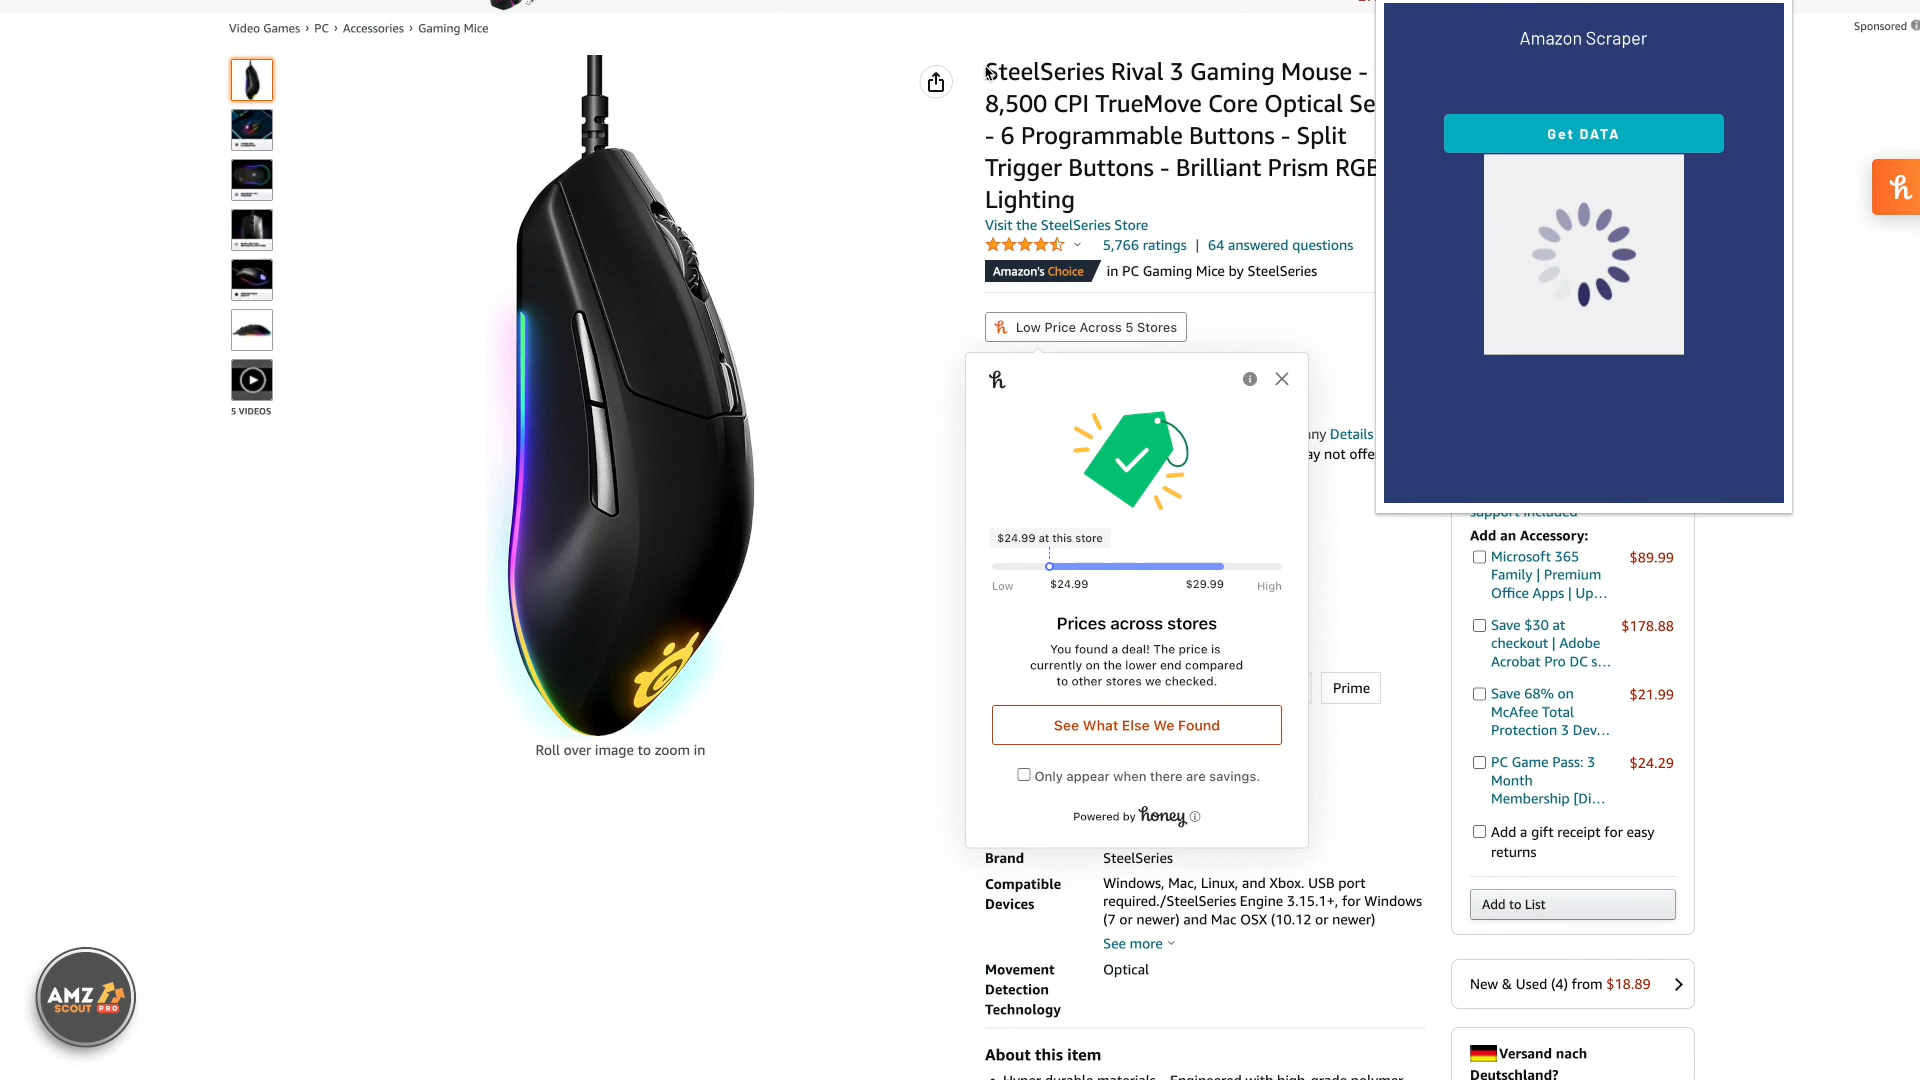 Video Games › PC › Accessories › Gaming Mice
Sponsored
5 VIDEOS
Roll over image to zoom in
SteelSeries Rival 3 Gaming Mouse -
8,500 CPI TrueMove Core Optical Se
- 6 Programmable Buttons - Split
Trigger Buttons - Brilliant Prism RGB
Lighting
Visit the SteelSeries Store
5,766 ratings | 64 answered questions
Amazon's Choice in PC Gaming Mice by SteelSeries
Low Price Across 5 Stores
Details
ay not offe
$24.99 at this store
$24.99 $29.99
Low High
Prices across stores
You found a deal! The price is
currently on the lower end compared
to other stores we checked.
See What Else We Found
Only appear when there are savings.
Powered by honey
Prime
Brand SteelSeries
Compatible
Devices
Windows, Mac, Linux, and Xbox. USB port
required./SteelSeries Engine 3.15.1+, for Windows
(7 or newer) and Mac OSX (10.12 or newer)
See more
Movement
Detection
Technology
Optical
About this item
Amazon Scraper
Get DATA
support included
Add an Accessory:
Microsoft 365 $89.99
Family | Premium
Office Apps | Up…
Save $30 at $178.88
checkout | Adobe
Acrobat Pro DC s…
Save 68% on $21.99
McAfee Total
Protection 3 Dev…
PC Game Pass: 3 $24.29
Month
Membership [Di…
Add a gift receipt for easy
returns
Add to List
New & Used (4) from $18.89
Versand nach
Deutschland?
AMZ
SCOUT PRO